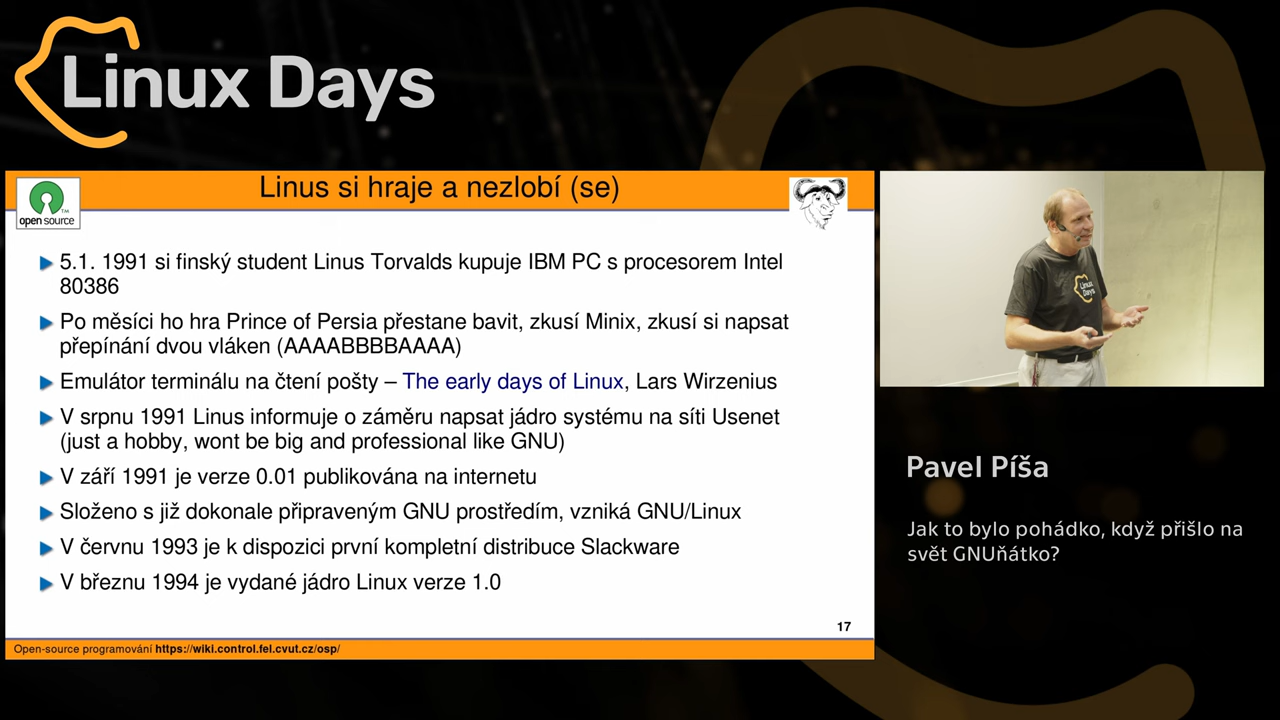 Linux Days
Linus si hraje a nezlobí (se)
open source
TM
5.1. 1991 si finský student Linus Torvalds kupuje IBM PC s procesorem Intel
80386
Po měsíci ho hra Prince of Persia přestane bavit, zkusí Minix, zkusí si napsat
přepínání dvou vláken (AAAABBBBAAAA)
Emulátor terminálu na čtení pošty – The early days of Linux, Lars Wirzenius
V srpnu 1991 Linus informuje o záměru napsat jádro systému na síti Usenet
(just a hobby, wont be big and professional like GNU)
V září 1991 je verze 0.01 publikována na internetu
Složeno s již dokonale připraveným GNU prostředím, vzniká GNU/Linux
V červnu 1993 je k dispozici první kompletní distribuce Slackware
V březnu 1994 je vydané jádro Linux verze 1.0
17
Open-source programování https://wiki.control.fel.cvut.cz/osp/
Linux
Days
Pavel Píša
Jak to bylo pohádko, když přišlo na
svět GNUňátko?